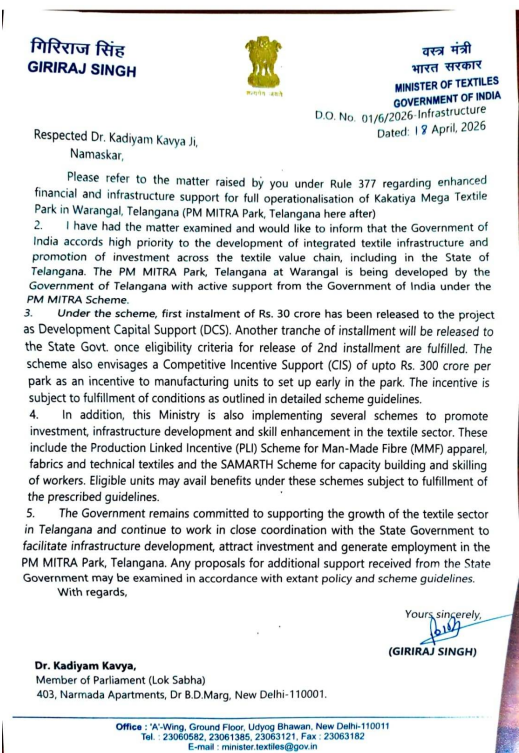 गिरिराज सिंह
GIRIRAJ SINGH
सत्यमेव जयते
वस्त्र मंत्री
भारत सरकार
MINISTER OF TEXTILES
GOVERNMENT OF INDIA
D.O. No. 01/6/2026-Infrastructure
Dated: 18 April, 2026
Respected Dr. Kadiyam Kavya Ji,
Namaskar,
Please refer to the matter raised by you under Rule 377 regarding enhanced
financial and infrastructure support for full operationalisation of Kakatiya Mega Textile
Park in Warangal, Telangana (PM MITRA Park, Telangana here after)
2. I have had the matter examined and would like to inform that the Government of
India accords high priority to the development of integrated textile infrastructure and
promotion of investment across the textile value chain, including in the State of
Telangana. The PM MITRA Park, Telangana at Warangal is being developed by the
Government of Telangana with active support from the Government of India under the
PM MITRA Scheme.
3. Under the scheme, first instalment of Rs. 30 crore has been released to the project
as Development Capital Support (DCS). Another tranche of installment will be released to
the State Govt. once eligibility criteria for release of 2nd installment are fulfilled. The
scheme also envisages a Competitive Incentive Support (CIS) of upto Rs. 300 crore per
park as an incentive to manufacturing units to set up early in the park. The incentive is
subject to fulfillment of conditions as outlined in detailed scheme guidelines.
4. In addition, this Ministry is also implementing several schemes to promote
investment, infrastructure development and skill enhancement in the textile sector. These
include the Production Linked Incentive (PLI) Scheme for Man-Made Fibre (MMF) apparel,
fabrics and technical textiles and the SAMARTH Scheme for capacity building and skilling
of workers. Eligible units may avail benefits under these schemes subject to fulfillment of
the prescribed guidelines.
5. The Government remains committed to supporting the growth of the textile sector
in Telangana and continue to work in close coordination with the State Government to
facilitate infrastructure development, attract investment and generate employment in the
PM MITRA Park, Telangana. Any proposals for additional support received from the State
Government may be examined in accordance with extant policy and scheme guidelines.
With regards,
Yours sincerely,
(GIRIRAJ SINGH)
Dr. Kadiyam Kavya,
Member of Parliament (Lok Sabha)
403, Narmada Apartments, Dr B.D.Marg, New Delhi-110001.
Office : 'A'-Wing, Ground Floor, Udyog Bhawan, New Delhi-110011
Tel. : 23060582, 23061385, 23063121, Fax : 23063182
E-mail : minister.textiles@gov.in